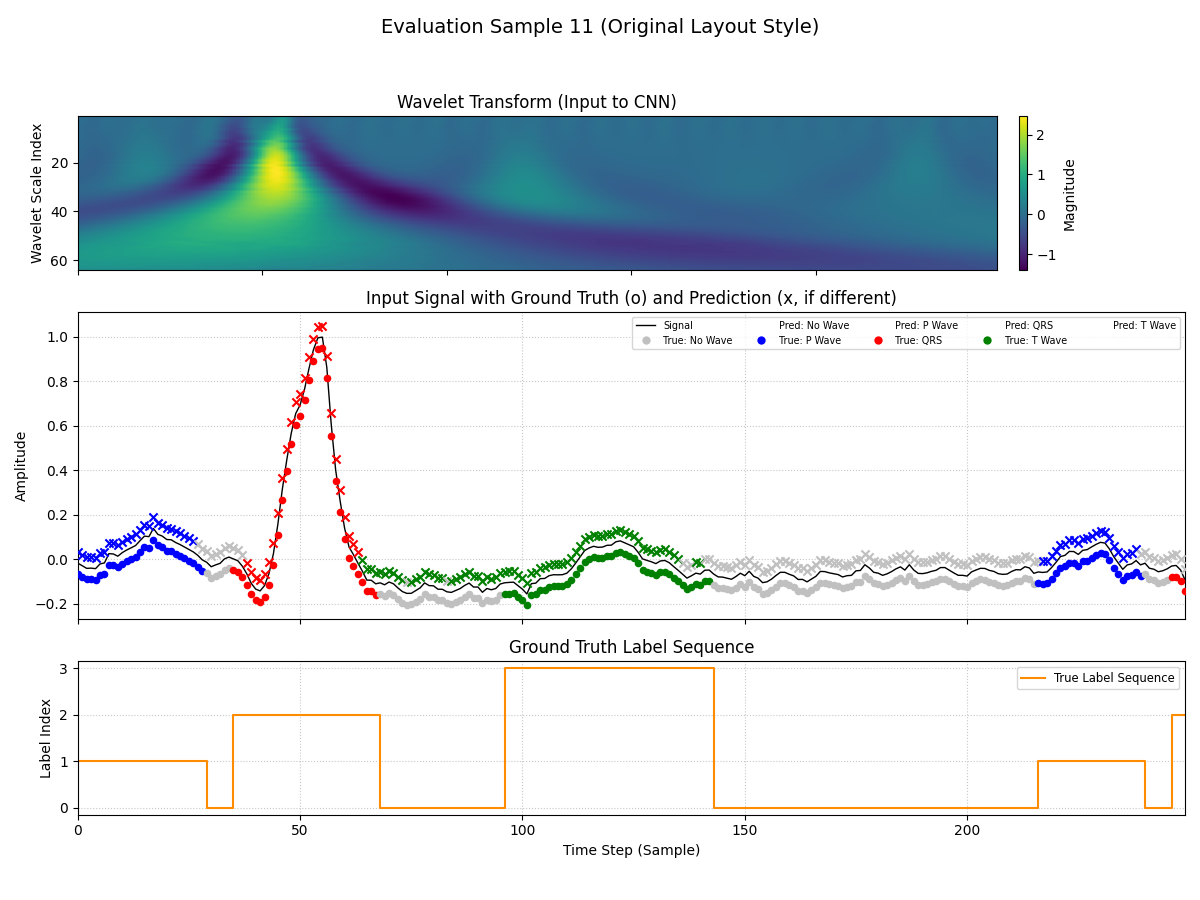 Evaluation Sample 11 (Original Layout Style)
Wavelet Transform (Input to CNN)
Wavelet Scale Index
20
40
60
2
1
0
−1
Magnitude
Input Signal with Ground Truth (o) and Prediction (x, if different)
Amplitude
1.0
0.8
0.6
0.4
0.2
0.0
−0.2
Signal
True: No Wave
Pred: No Wave
True: P Wave
Pred: P Wave
True: QRS
Pred: QRS
True: T Wave
Pred: T Wave
Ground Truth Label Sequence
Label Index
3
2
1
0
True Label Sequence
0
50
100
150
200
Time Step (Sample)